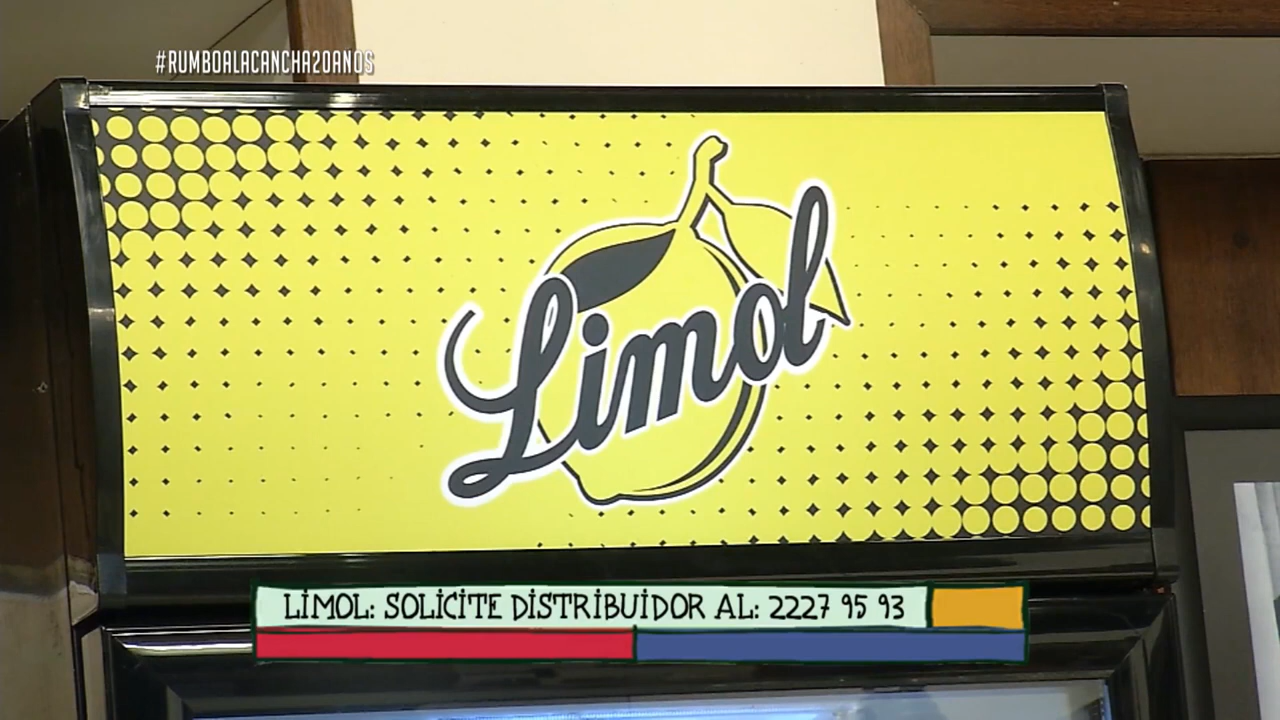 #RUMBOALACANCHA20ANOS
Limol
LIMOL: SOLICITE DISTRIBUIDOR AL: 2227 95 93